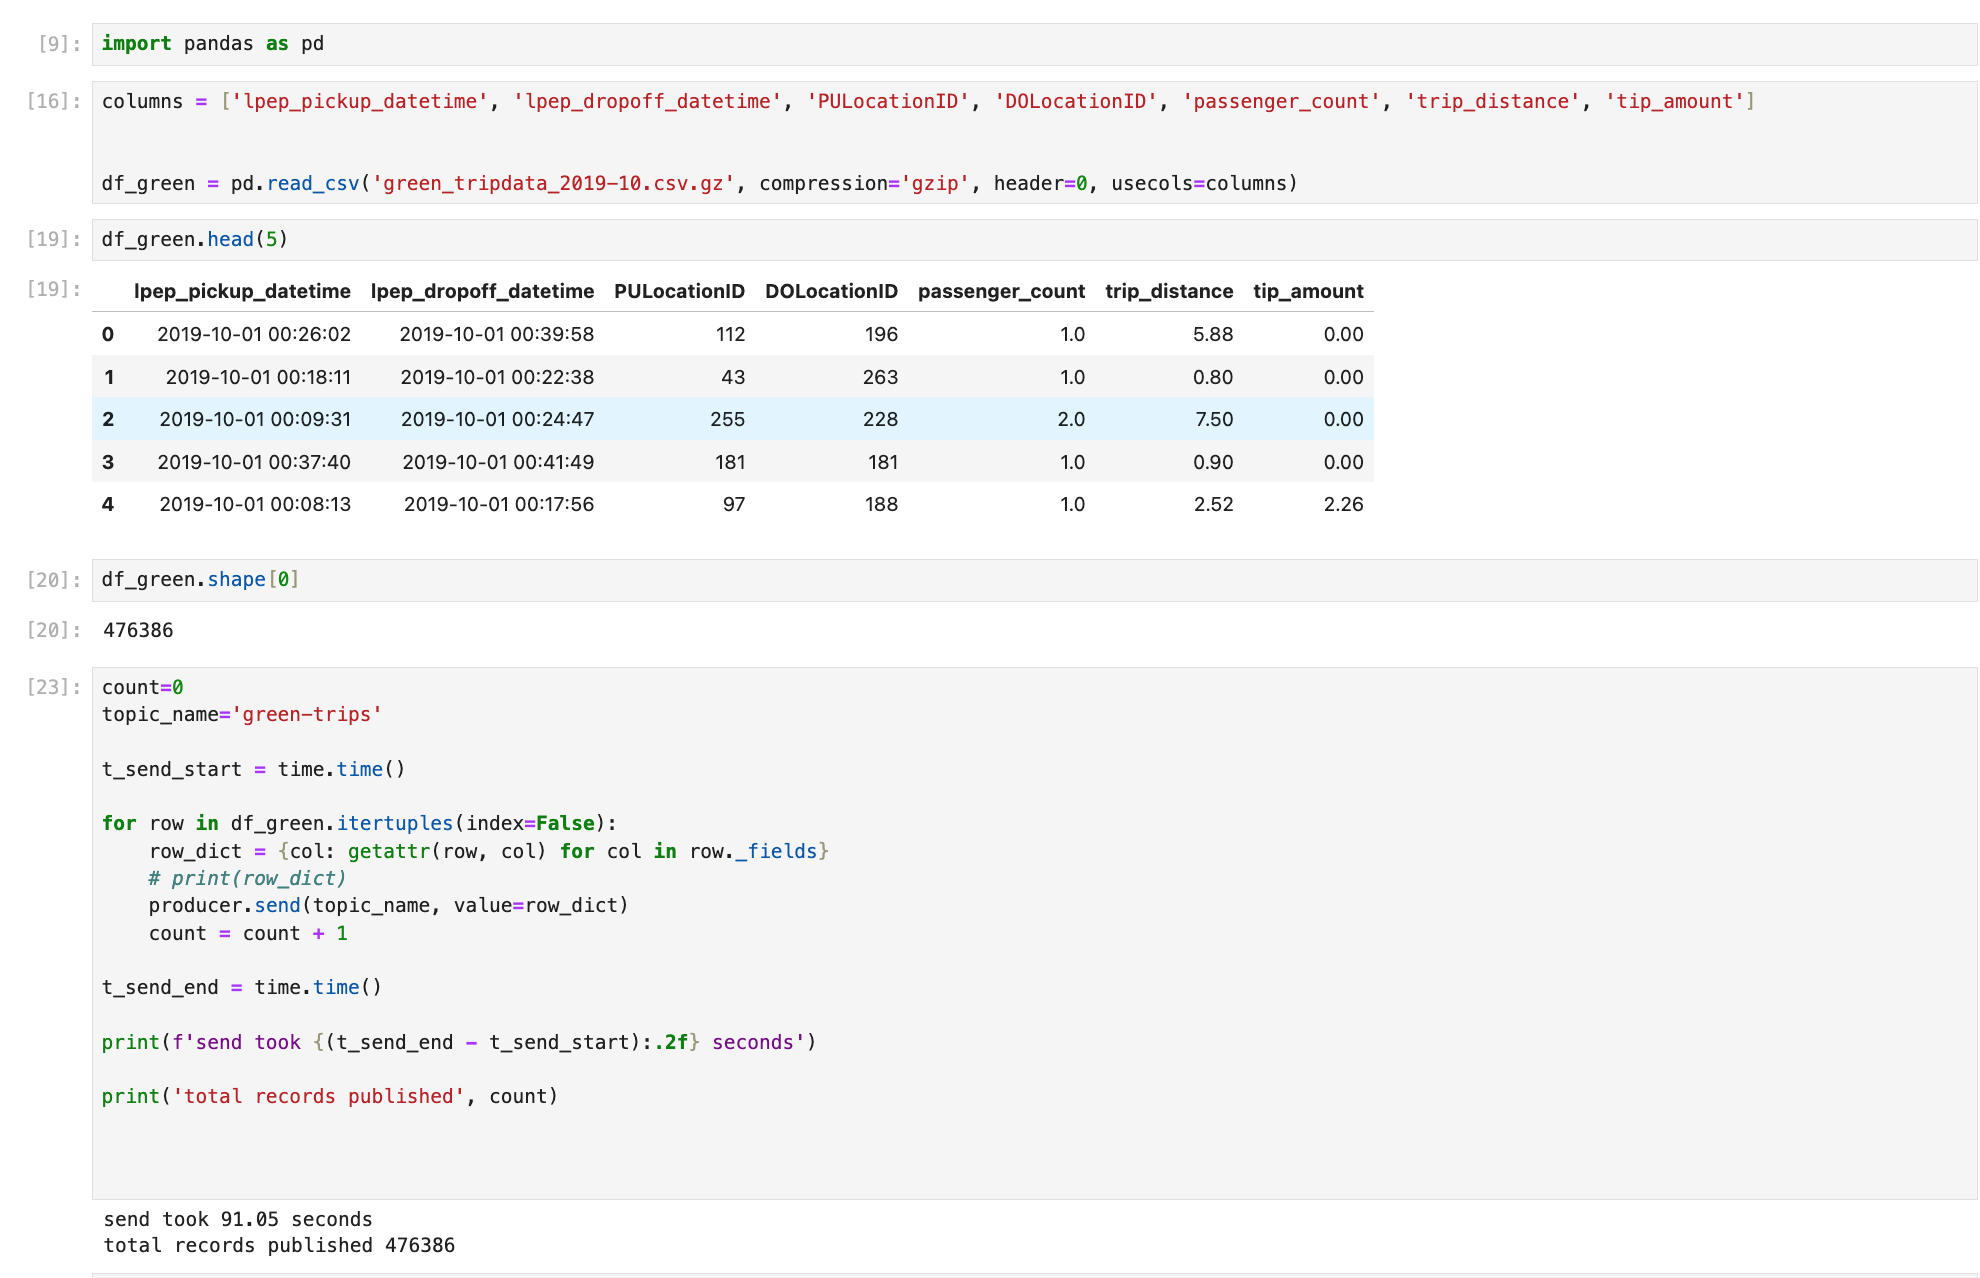 [9]: import pandas as pd
[16]: columns = ['lpep_pickup_datetime', 'lpep_dropoff_datetime', 'PULocationID', 'DOLocationID', 'passenger_count', 'trip_distance', 'tip_amount']
df_green = pd.read_csv('green_tripdata_2019-10.csv.gz', compression='gzip', header=0, usecols=columns)
[19]: df_green.head(5)
[19]: lpep_pickup_datetime lpep_dropoff_datetime PULocationID DOLocationID passenger_count trip_distance tip_amount
0 2019-10-01 00:26:02 2019-10-01 00:39:58 112 196 1.0 5.88 0.00
1 2019-10-01 00:18:11 2019-10-01 00:22:38 43 263 1.0 0.80 0.00
2 2019-10-01 00:09:31 2019-10-01 00:24:47 255 228 2.0 7.50 0.00
3 2019-10-01 00:37:40 2019-10-01 00:41:49 181 181 1.0 0.90 0.00
4 2019-10-01 00:08:13 2019-10-01 00:17:56 97 188 1.0 2.52 2.26
[20]: df_green.shape[0]
[20]: 476386
[23]: count=0
topic_name='green-trips'
t_send_start = time.time()
for row in df_green.itertuples(index=False):
    row_dict = {col: getattr(row, col) for col in row._fields}
    # print(row_dict)
    producer.send(topic_name, value=row_dict)
    count = count + 1
t_send_end = time.time()
print(f'send took {(t_send_end - t_send_start):.2f} seconds')
print('total records published', count)
send took 91.05 seconds
total records published 476386